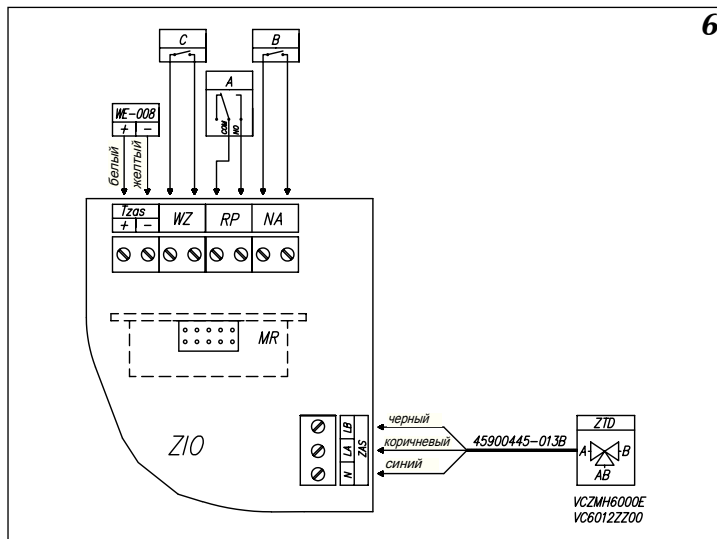 6
C
B
A
COM
NO
WE-008
+ −
белый
желтый
Tzas WZ RP NA
+ −
MR
ZIO
LB
LA
N
ZAS
черный
коричневый
синий
45900445-013B
ZTD
A B
AB
VCZMH6000E
VC6012ZZ00